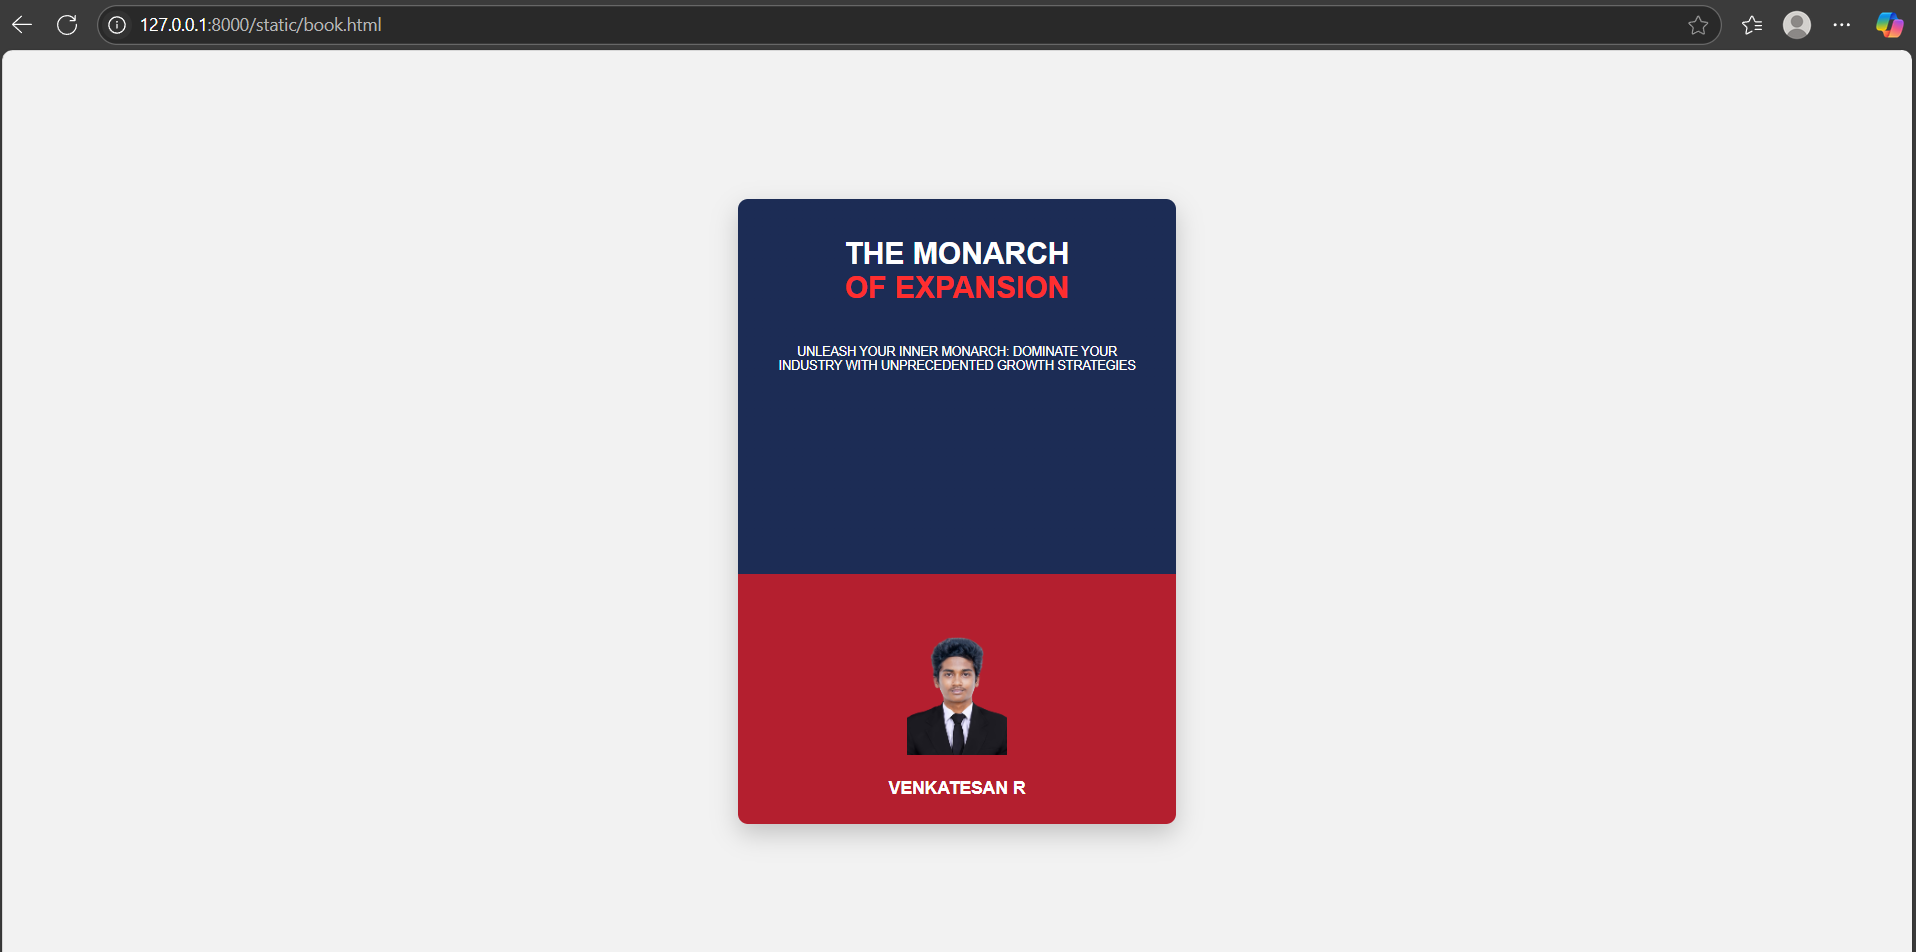 127.0.0.1:8000/static/book.html
THE MONARCH
OF EXPANSION
UNLEASH YOUR INNER MONARCH: DOMINATE YOUR
INDUSTRY WITH UNPRECEDENTED GROWTH STRATEGIES
VENKATESAN R